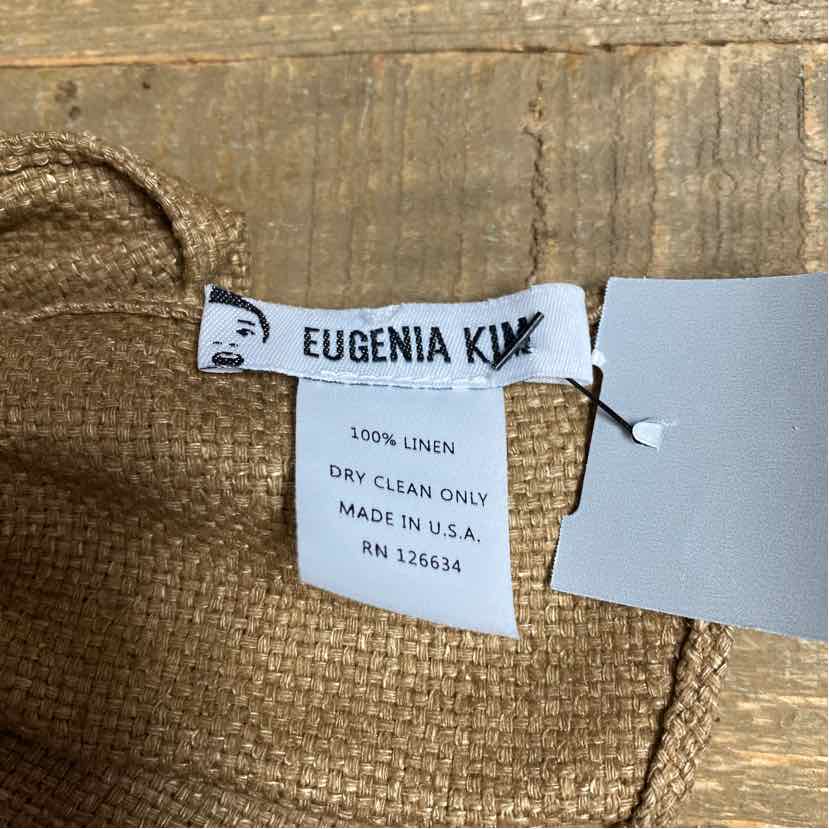 EUGENIA KIM
100% LINEN
DRY CLEAN ONLY
MADE IN U.S.A.
RN 126634